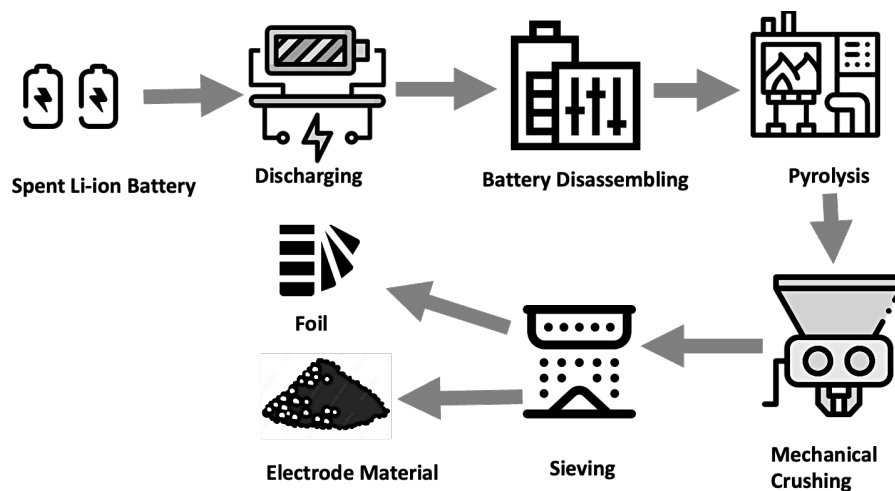 Spent Li-ion Battery
Discharging
Battery Disassembling
Pyrolysis
Mechanical
Crushing
Sieving
Foil
Electrode Material